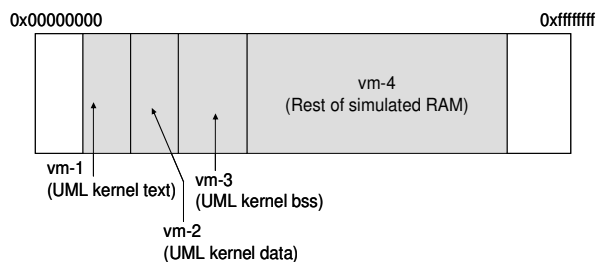 0x00000000
0xffffffff
vm-4
(Rest of simulated RAM)
vm-1
(UML kernel text)
vm-3
(UML kernel bss)
vm-2
(UML kernel data)